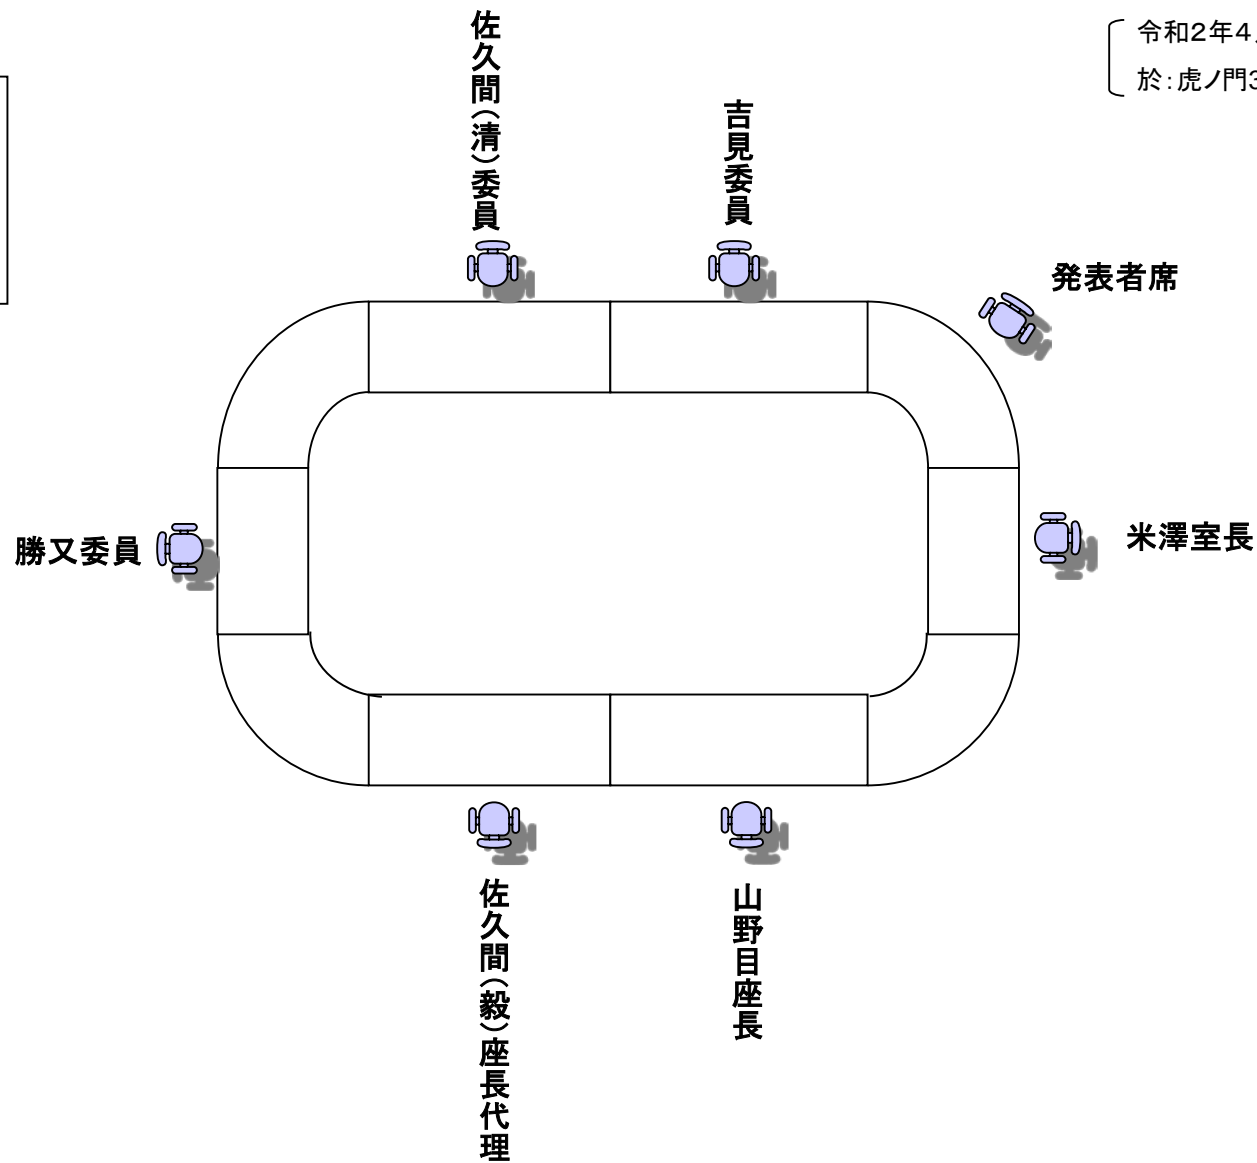 令和2年4
於：虎ノ門3
佐久間（清）委員
吉見委員
発表者席
勝又委員
米澤室長
佐久間（毅）座長代理
山野目座長